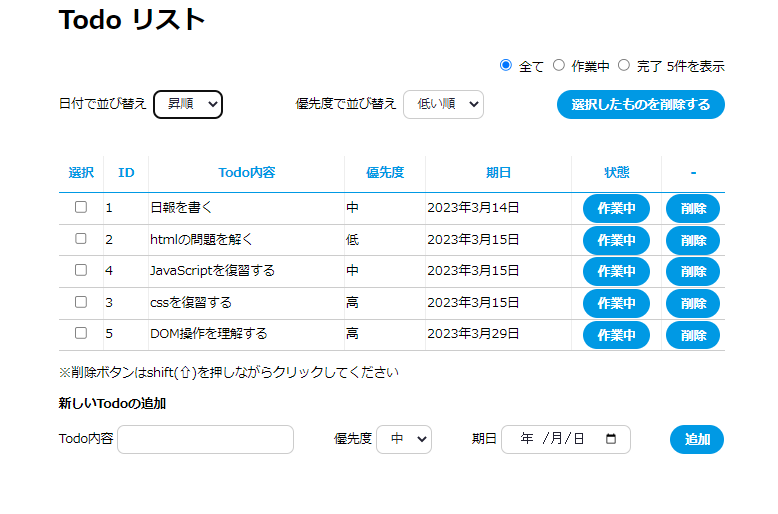 Todo リスト
全て 作業中 完了 5件を表示
日付で並び替え 昇順 優先度で並び替え 低い順 選択したものを削除する
選択 ID Todo内容 優先度 期日 状態 -
1 日報を書く 中 2023年3月14日 作業中 削除
2 htmlの問題を解く 低 2023年3月15日 作業中 削除
4 JavaScriptを復習する 中 2023年3月15日 作業中 削除
3 cssを復習する 高 2023年3月15日 作業中 削除
5 DOM操作を理解する 高 2023年3月29日 作業中 削除
※削除ボタンはshift(⇧)を押しながらクリックしてください
新しいTodoの追加
Todo内容 優先度 中 期日 年 /月/日 追加